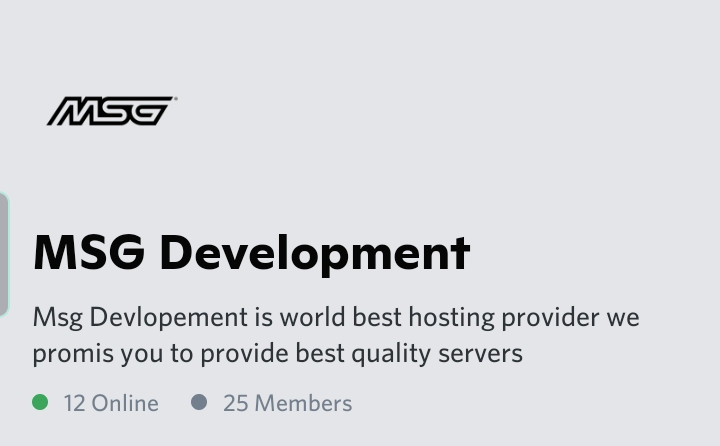 MSG
MSG Development
Msg Devlopement is world best hosting provider we
promis you to provide best quality servers
12 Online 25 Members